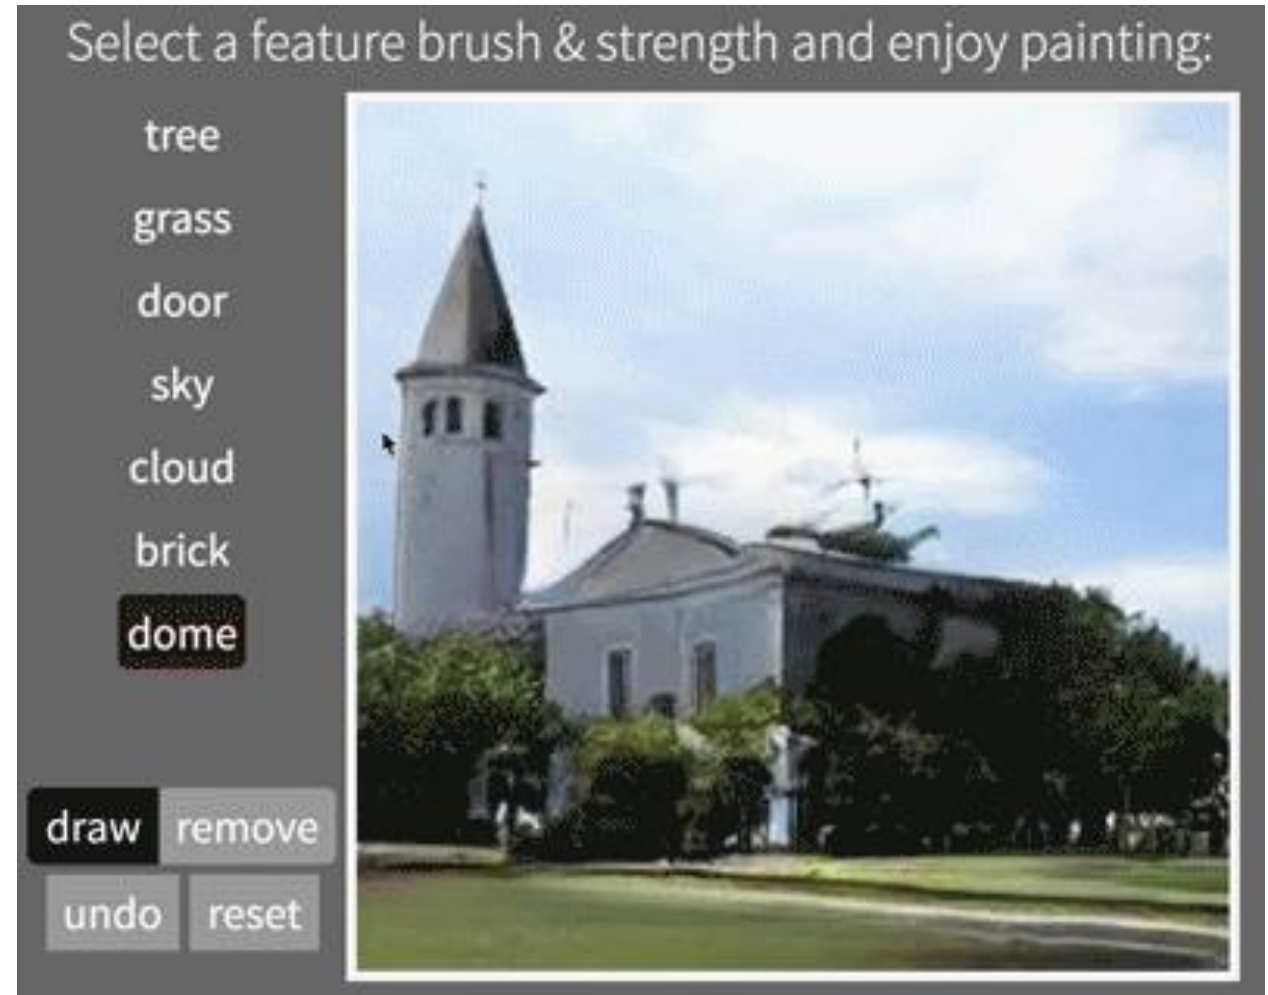 Select a feature brush & strength and enjoy painting:
tree
grass
door
sky
cloud
brick
dome
draw remove
undo reset